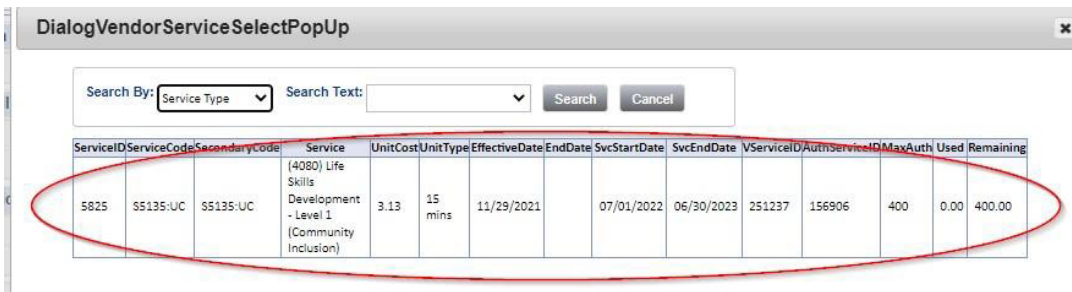 DialogVendorServiceSelectPopUp
Search By: Service Type Search Text: Search Cancel
ServiceID ServiceCode SecondaryCode Service UnitCost UnitType EffectiveDate EndDate SvcStartDate SvcEndDate VServiceID AuthServiceID MaxAuth Used Remaining
5825 S5135:UC S5135:UC (4080) Life Skills Development - Level 1 (Community Inclusion) 3.13 15 mins 11/29/2021 07/01/2022 06/30/2023 251237 156906 400 0.00 400.00